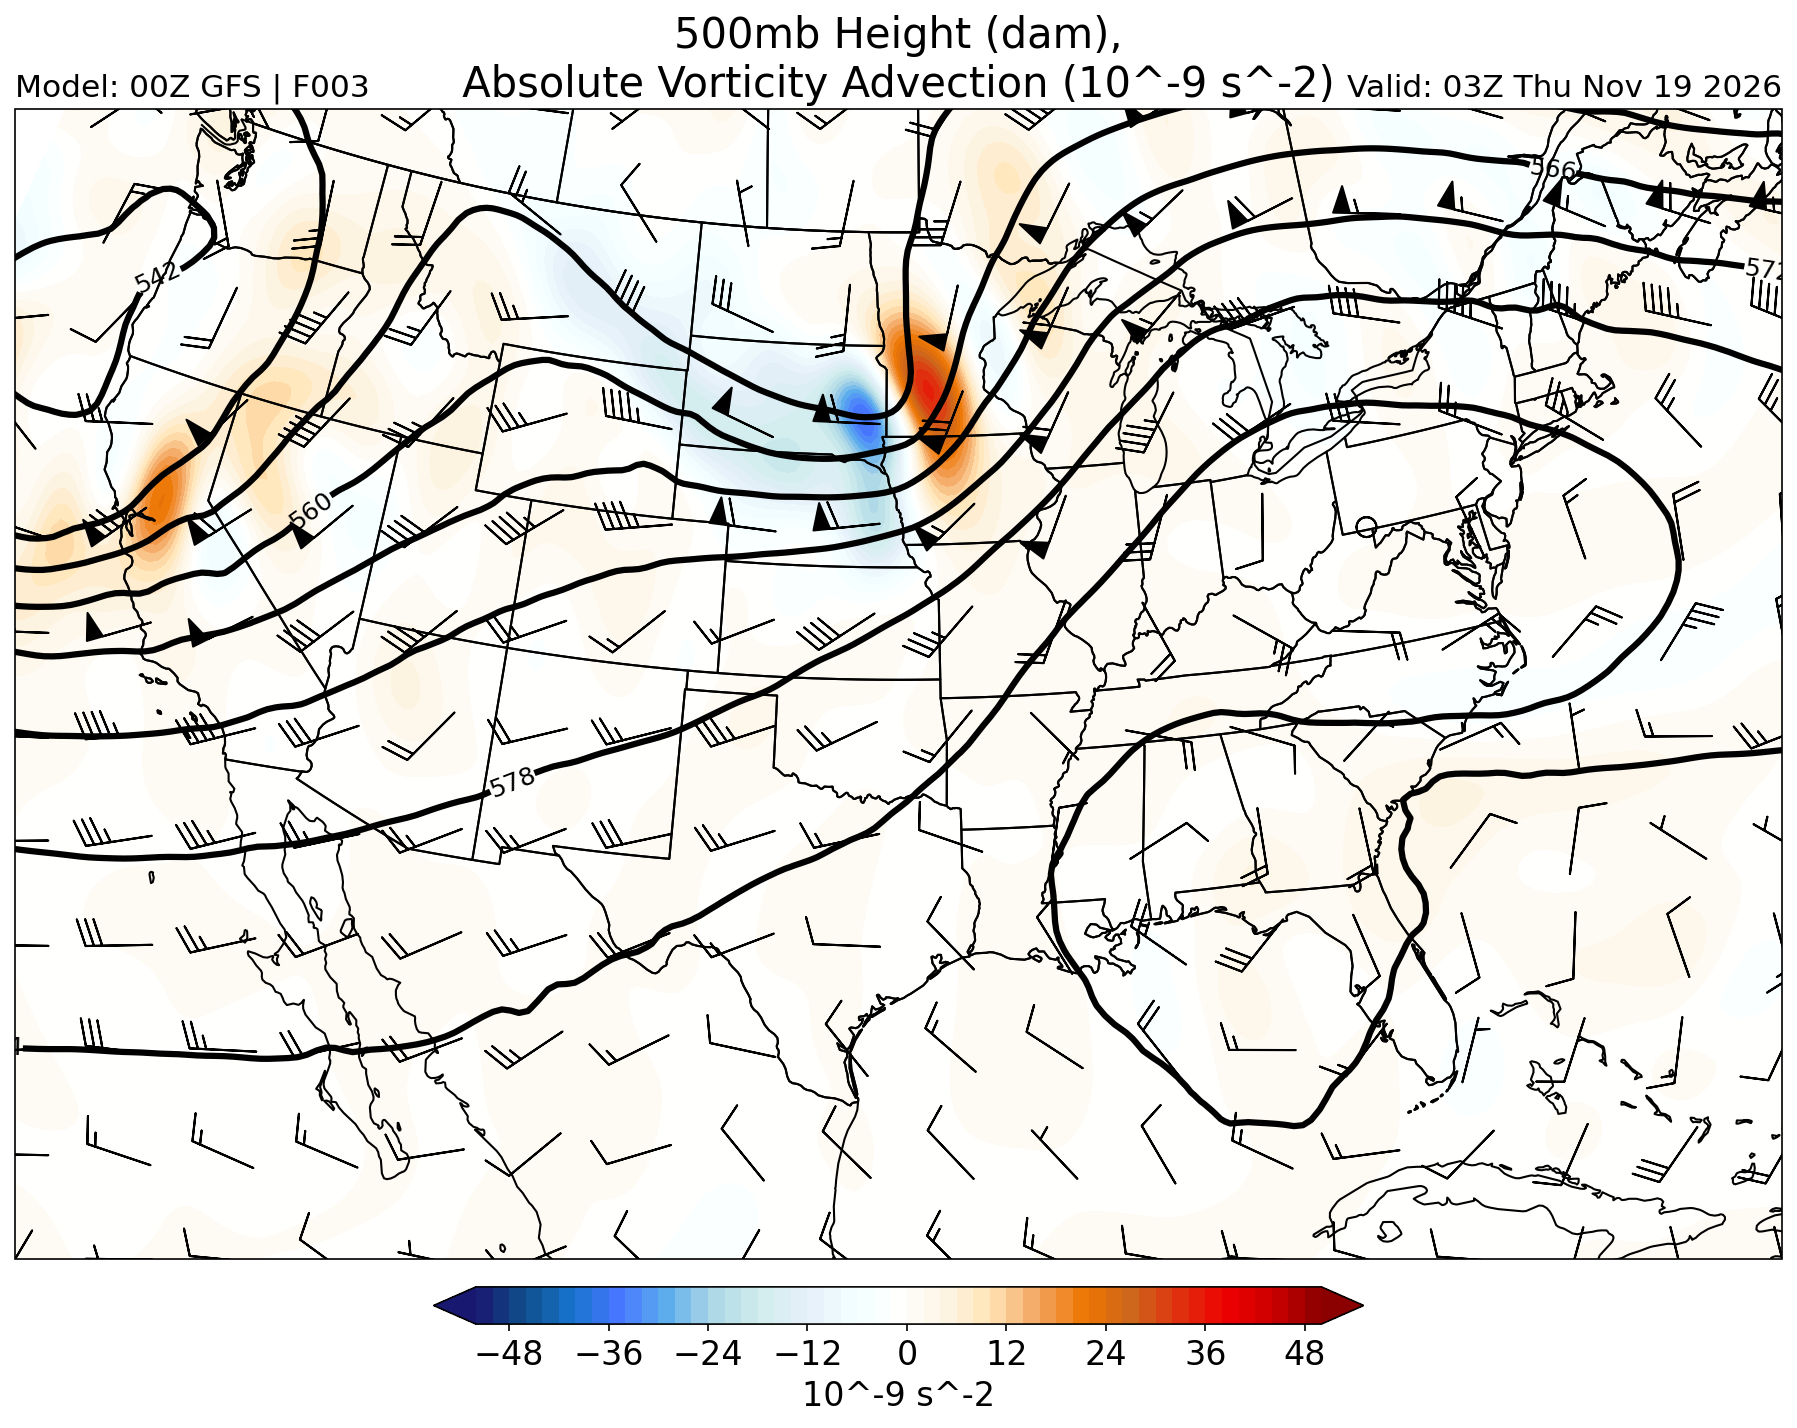 500mb Height (dam),
Model: 00Z GFS | F003
Absolute Vorticity Advection (10^-9 s^-2)
Valid: 03Z Thu Nov 19 2026
566
542
572
560
578
−48 −36 −24 −12 0 12 24 36 48
10^-9 s^-2